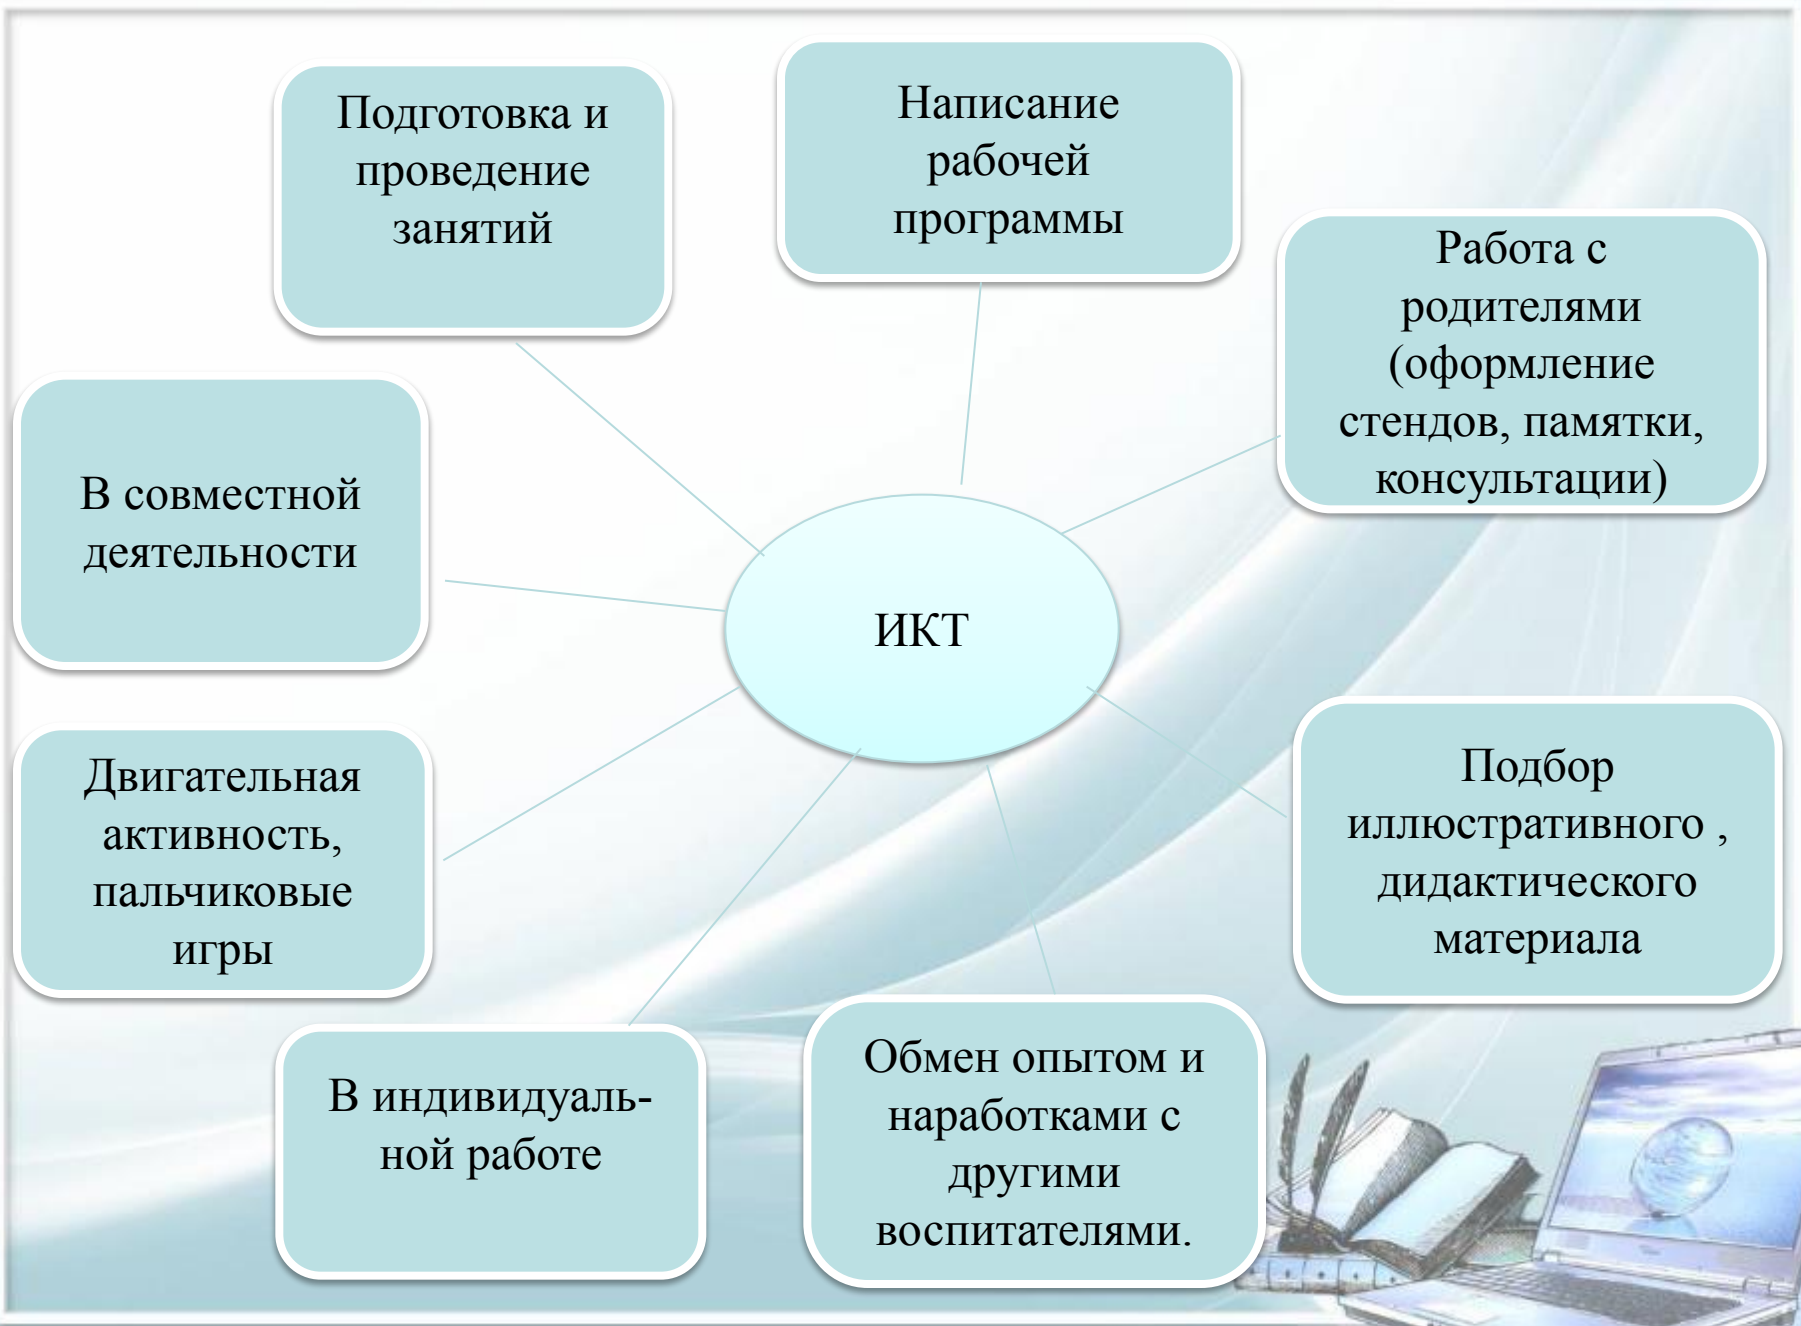 Подготовка и
проведение
занятий
Написание
рабочей
программы
Работа с
родителями
(оформление
стендов, памятки,
консультации)
В совместной
деятельности
ИКТ
Двигательная
активность,
пальчиковые
игры
Подбор
иллюстративного ,
дидактического
материала
В индивидуаль-
ной работе
Обмен опытом и
наработками с
другими
воспитателями.